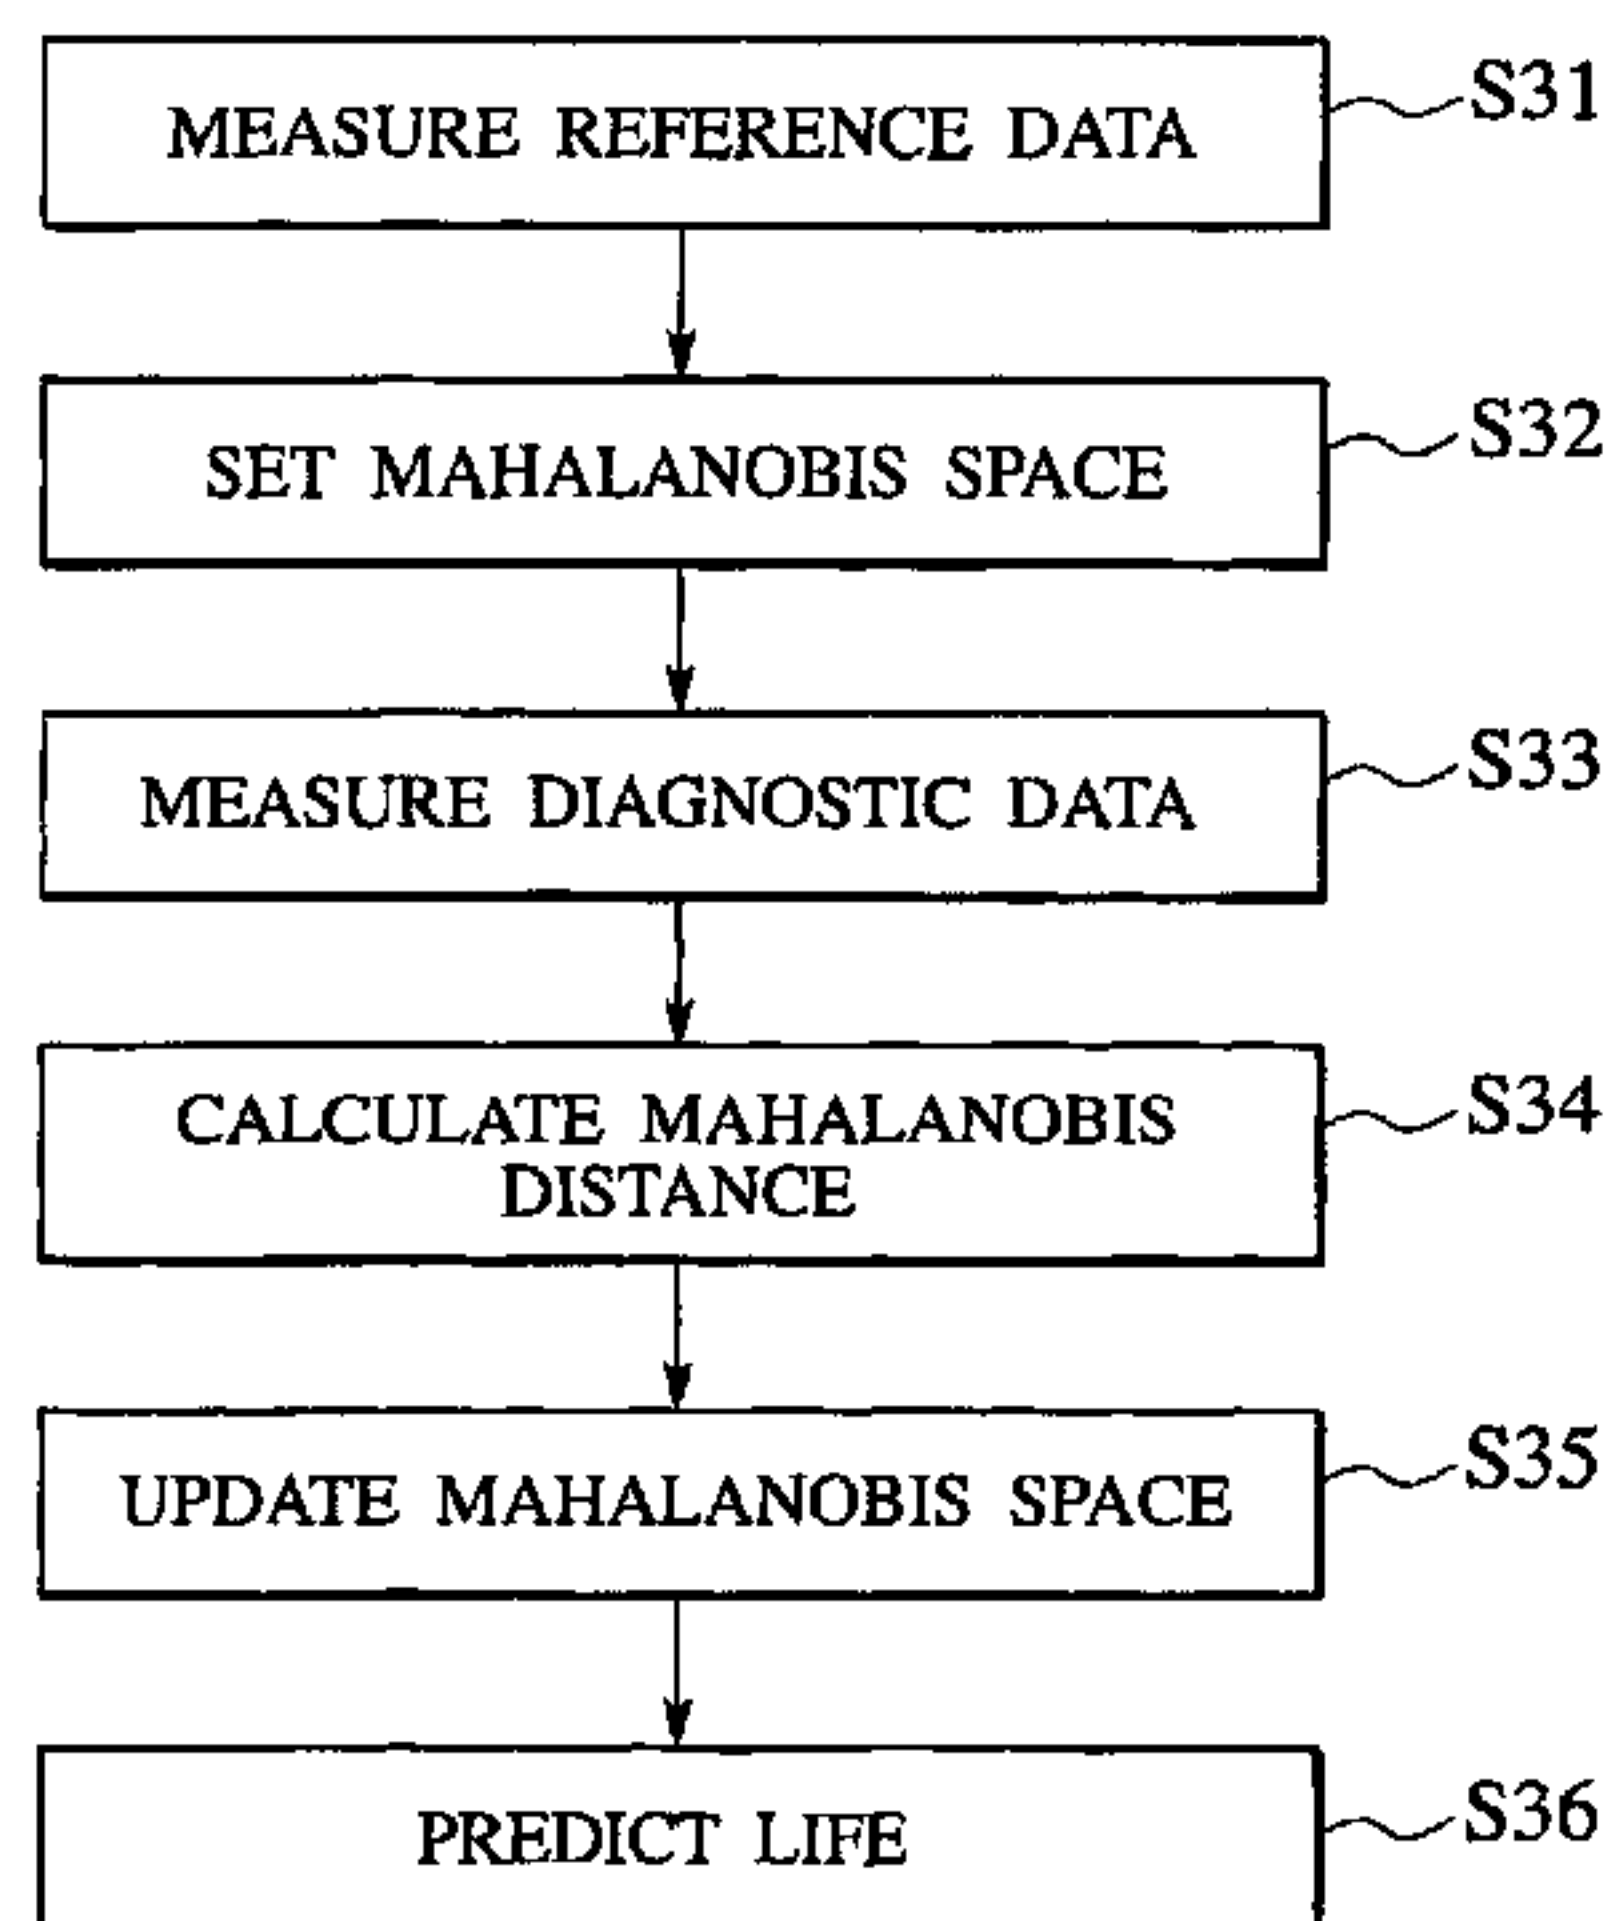 MEASURE REFERENCE DATA
S31
SET MAHALANOBIS SPACE
S32
MEASURE DIAGNOSTIC DATA
S33
CALCULATE MAHALANOBIS
DISTANCE
S34
UPDATE MAHALANOBIS SPACE
S35
PREDICT LIFE
S36